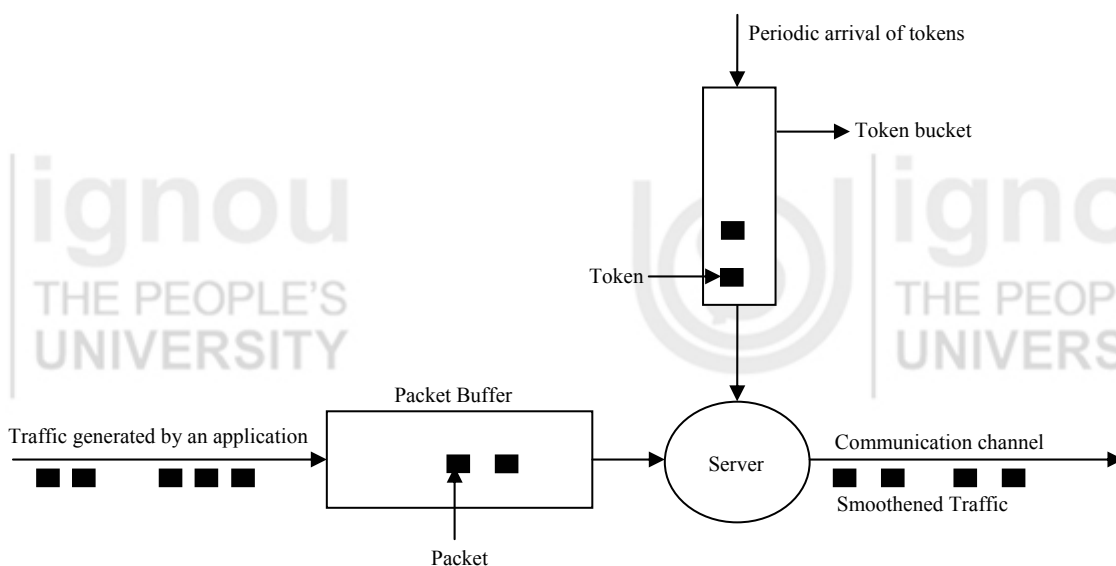 Periodic arrival of tokens
Token bucket
ignou
THE PEOPLE'S
UNIVERSITY
Token
igno
THE PEOP
UNIVERS
Packet Buffer
Traffic generated by an application
Server
Communication channel
Smoothened Traffic
Packet